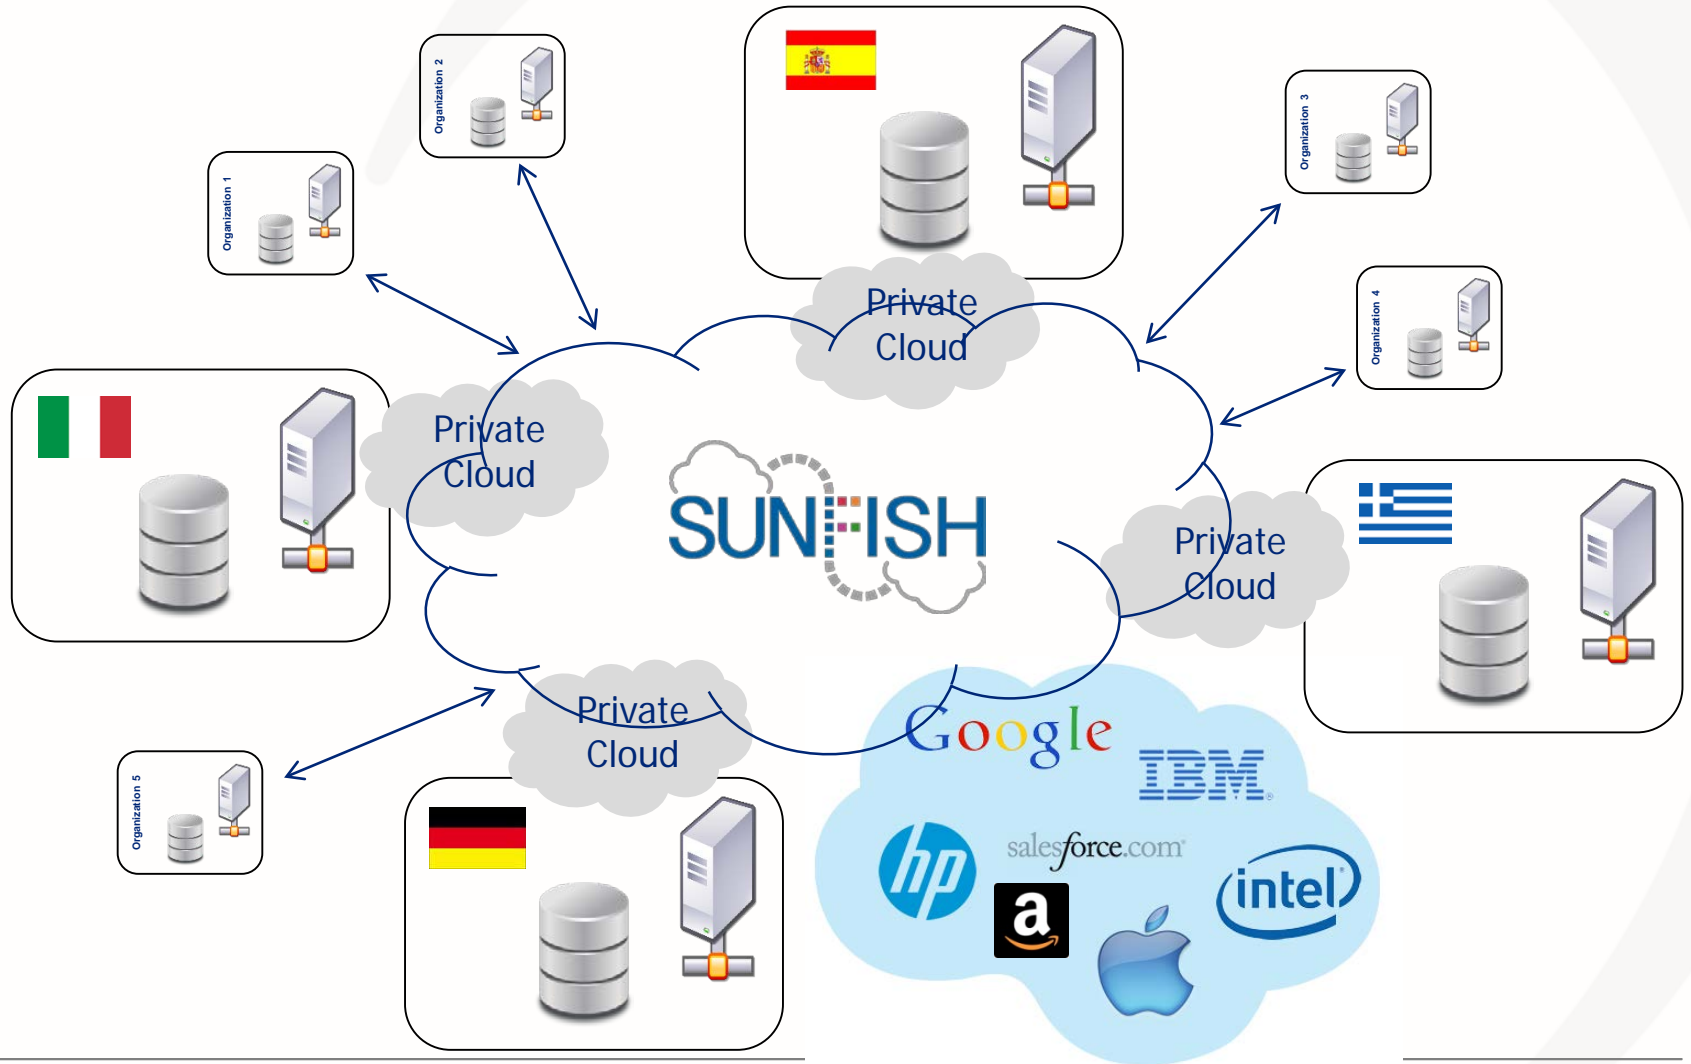 Organization 2
Organization 3
Organization 1
Private
Cloud
Organization 4
Private
Cloud
SUNFISH
Private
Cloud
Private
Cloud
Google
IBM®
Organization 5
hp
salesforce.com®
intel
a